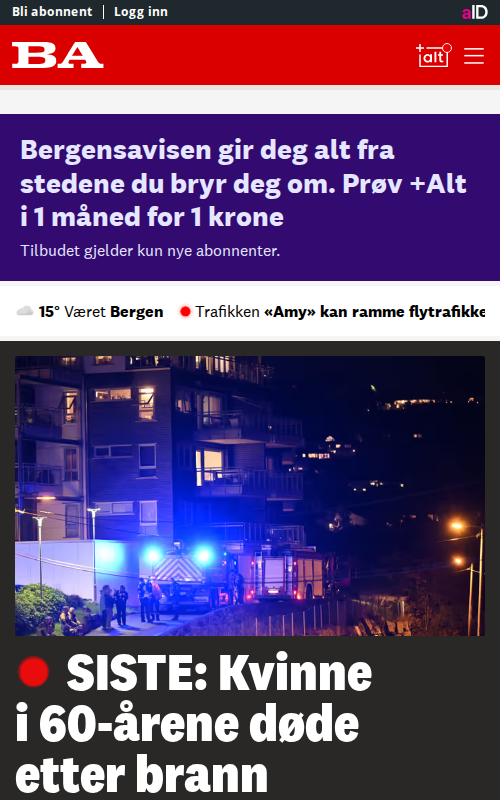 Bli abonnent | Logg inn
aID
BA
+alt
Bergensavisen gir deg alt fra
stedene du bryr deg om. Prøv +Alt
i 1 måned for 1 krone
Tilbudet gjelder kun nye abonnenter.
15° Været Bergen Trafikken «Amy» kan ramme flytrafikke
SISTE: Kvinne
i 60-årene døde
etter brann